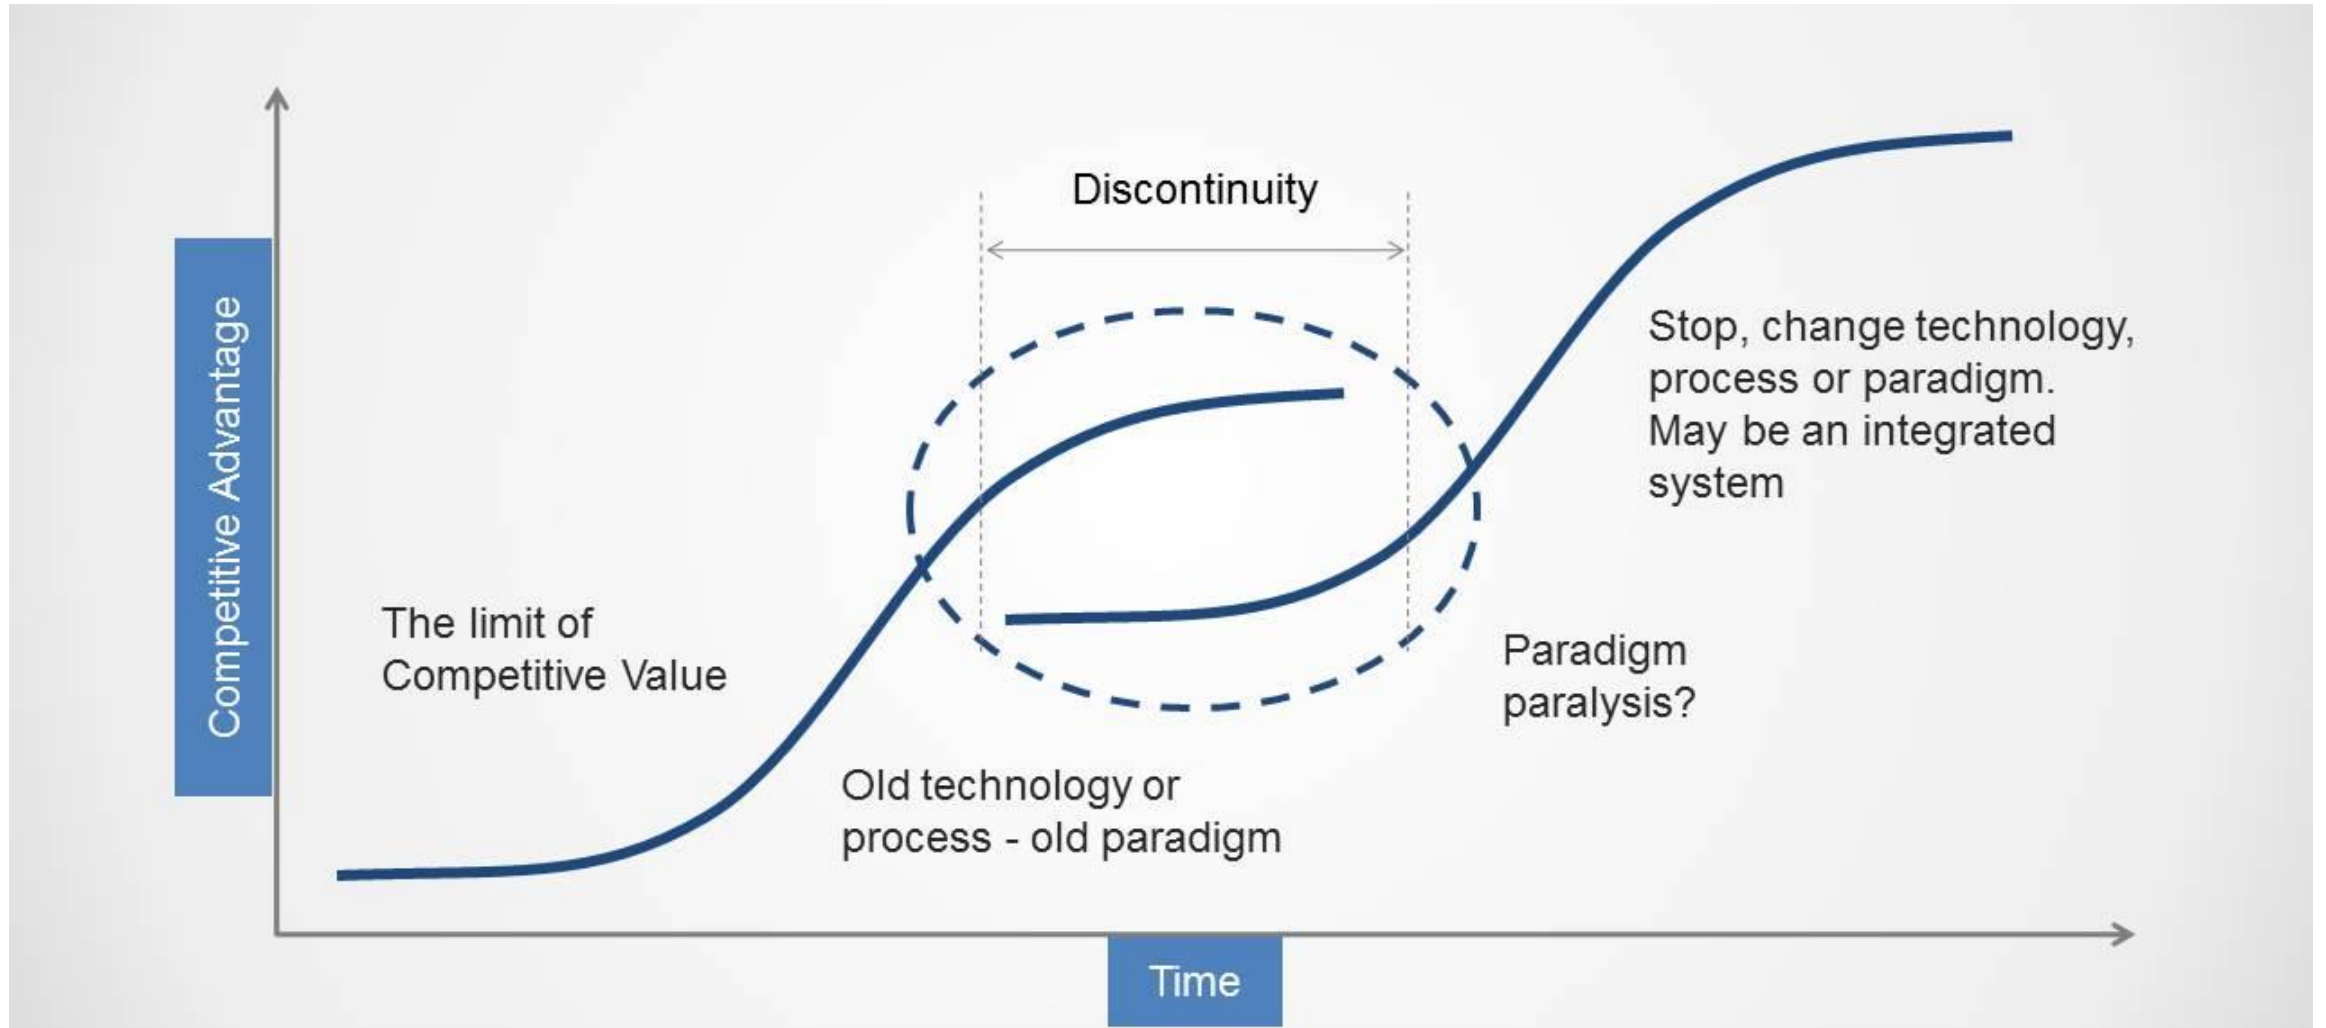 Discontinuity
Competitive Advantage
Stop, change technology,
process or paradigm.
May be an integrated
system
The limit of
Competitive Value
Paradigm
paralysis?
Old technology or
process - old paradigm
Time